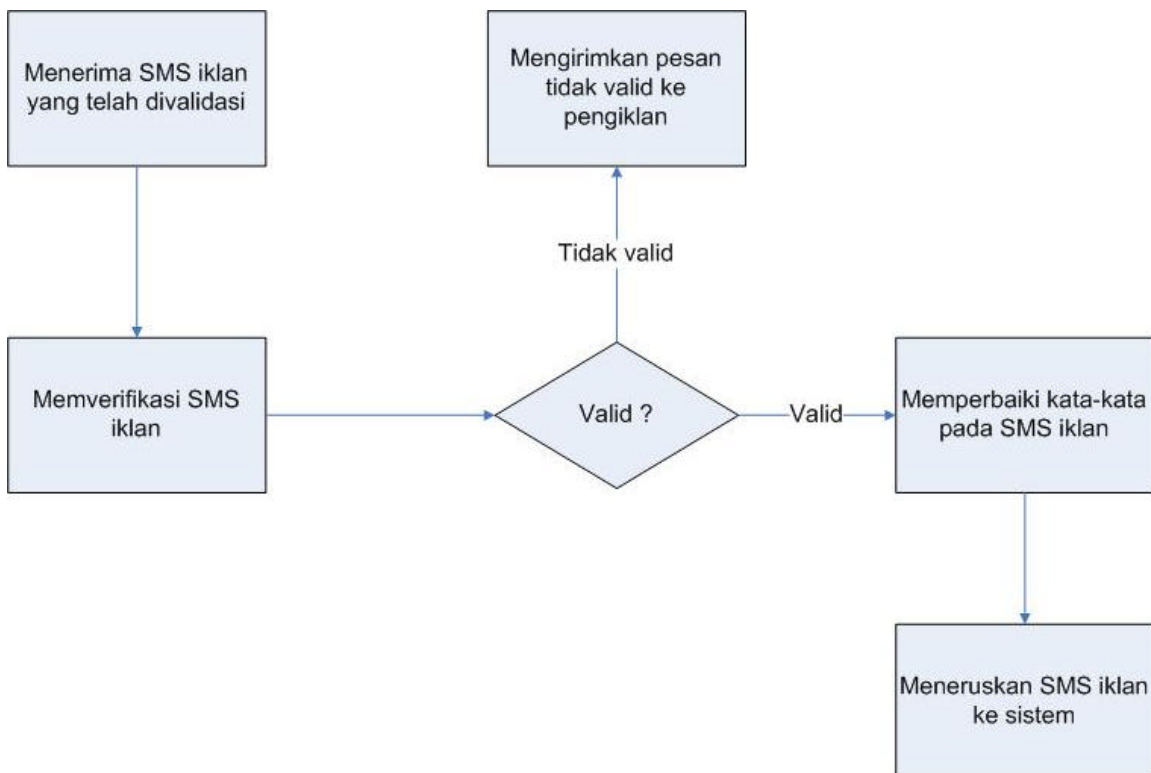 Menerima SMS iklan
yang telah divalidasi
Mengirimkan pesan
tidak valid ke
pengiklan
Tidak valid
Memverifikasi SMS
iklan
Valid ?
Valid
Memperbaiki kata-kata
pada SMS iklan
Meneruskan SMS iklan
ke sistem